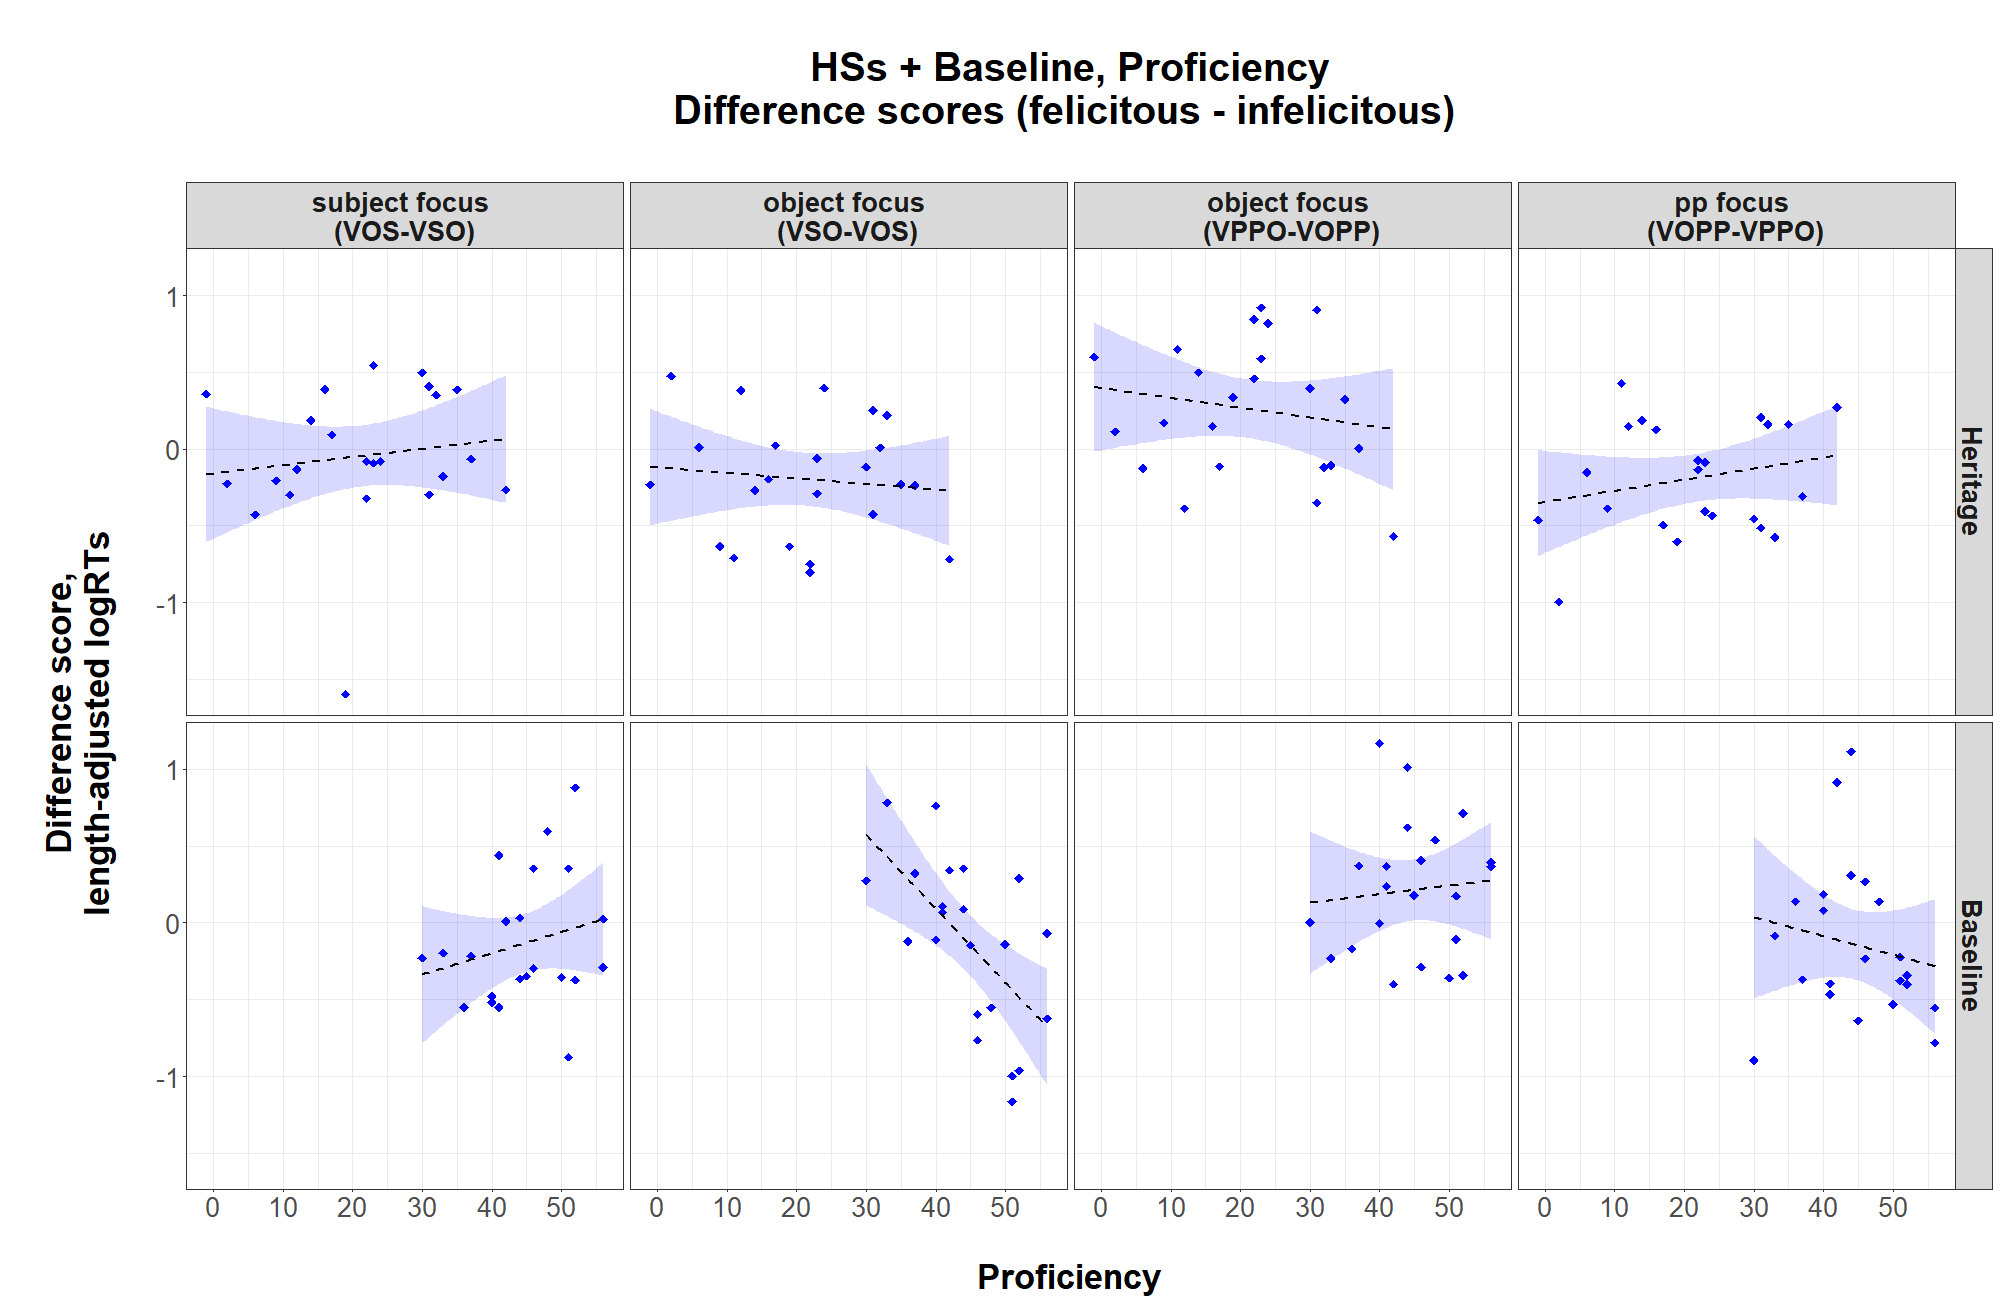 HSs + Baseline, Proficiency
Difference scores (felicitous - infelicitous)
subject focus
(VOS-VSO)
object focus
(VSO-VOS)
object focus
(VPPO-VOPP)
pp focus
(VOPP-VPPO)
1
0
-1
Heritage
Difference score,
length-adjusted logRTs
1
0
-1
Baseline
0 10 20 30 40 50
0 10 20 30 40 50
0 10 20 30 40 50
0 10 20 30 40 50
Proficiency